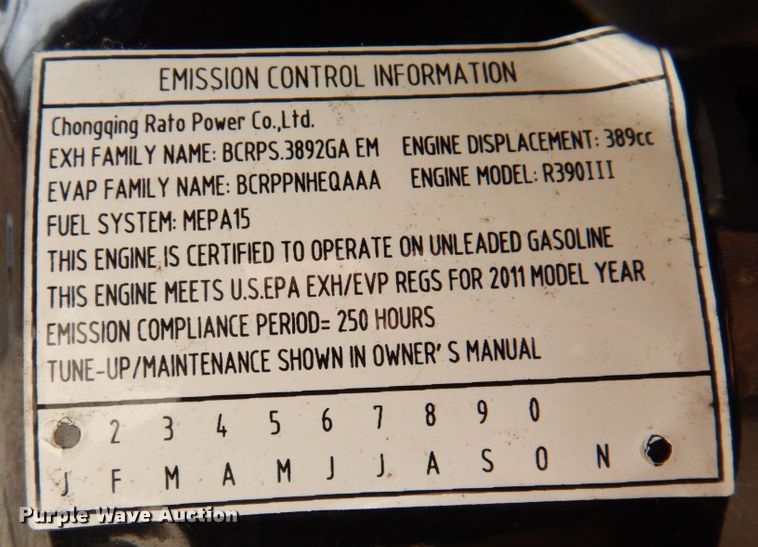 EMISSION CONTROL INFORMATION
Chongqing Rato Power Co.,Ltd.
EXH FAMILY NAME: BCRPS.3892GA EM ENGINE DISPLACEMENT: 389cc
EVAP FAMILY NAME: BCRPPNHEQAAA ENGINE MODEL: R390III
FUEL SYSTEM: MEPA15
THIS ENGINE IS CERTIFIED TO OPERATE ON UNLEADED GASOLINE
THIS ENGINE MEETS U.S.EPA EXH/EVP REGS FOR 2011 MODEL YEAR
EMISSION COMPLIANCE PERIOD= 250 HOURS
TUNE-UP/MAINTENANCE SHOWN IN OWNER' S MANUAL
2 3 4 5 6 7 8 9 0
J F M A M J J A S O N
Purple Wave Auction